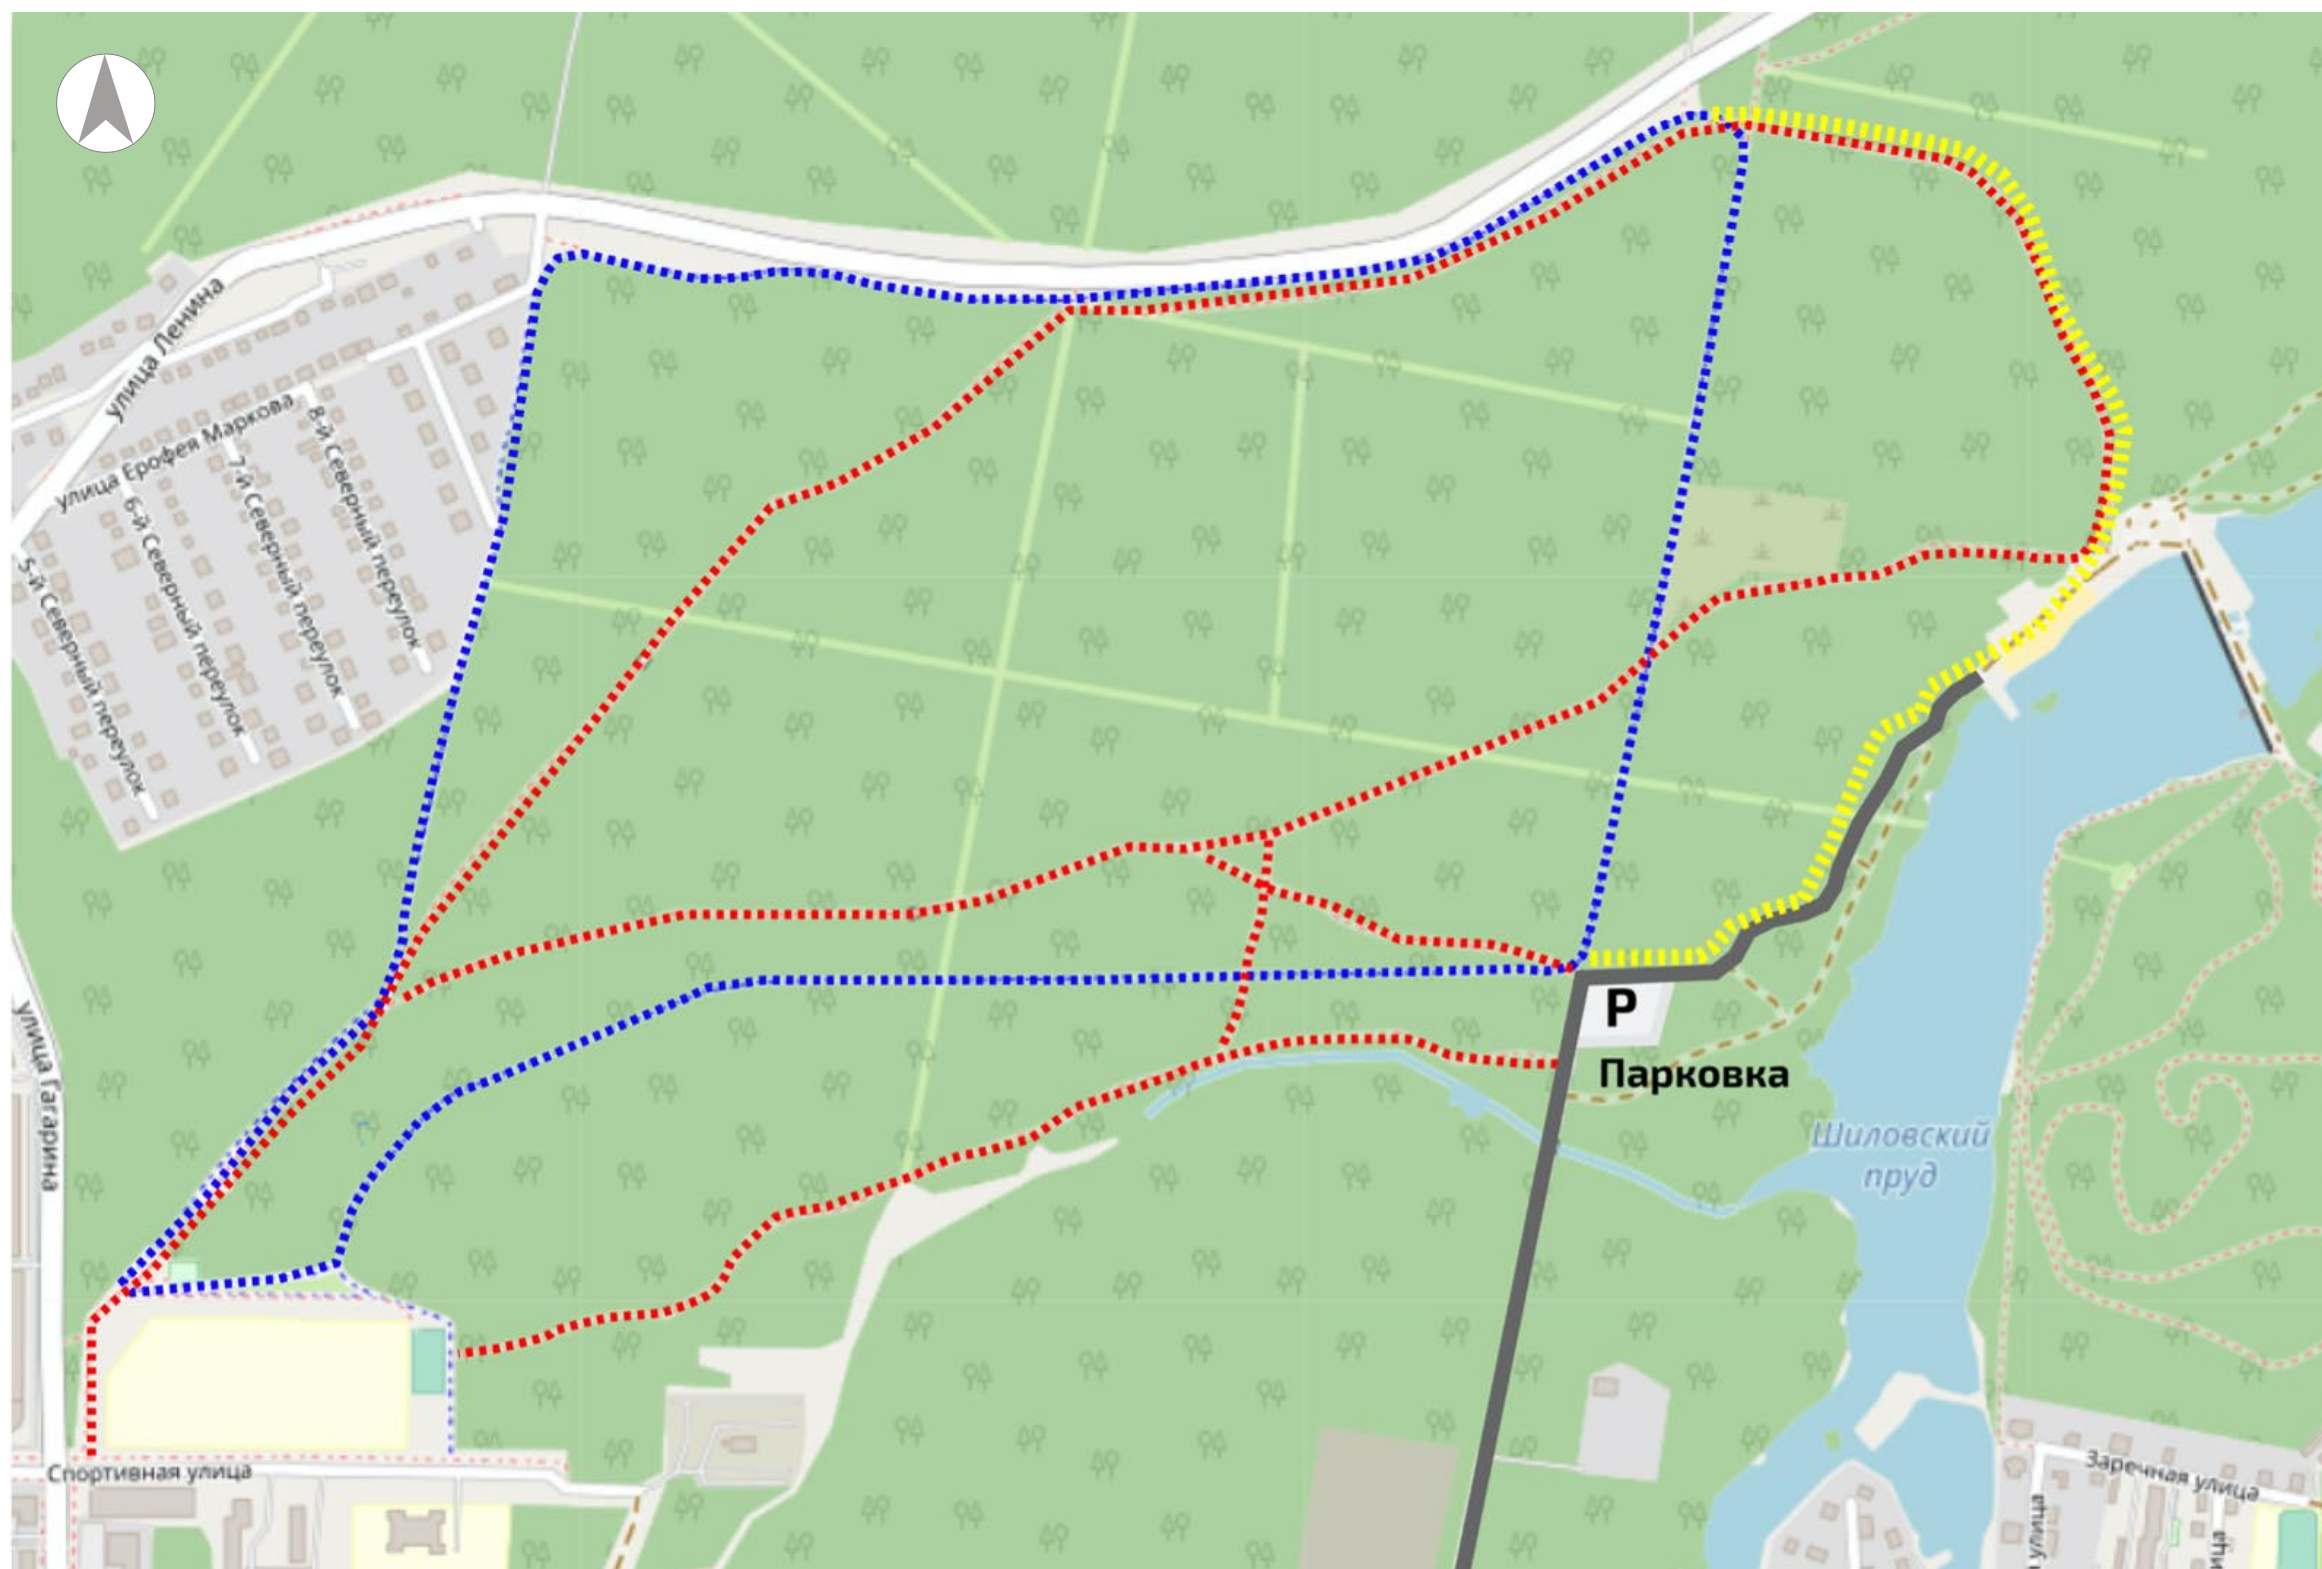 улица Ленина
улица Ерофея Маркова
8-й Северный переулок
7-й Северный переулок
6-й Северный переулок
5-й Северный переулок
улица Гагарина
P
Парковка
Шиловский
пруд
Спортивная улица
Заречная улица
улица